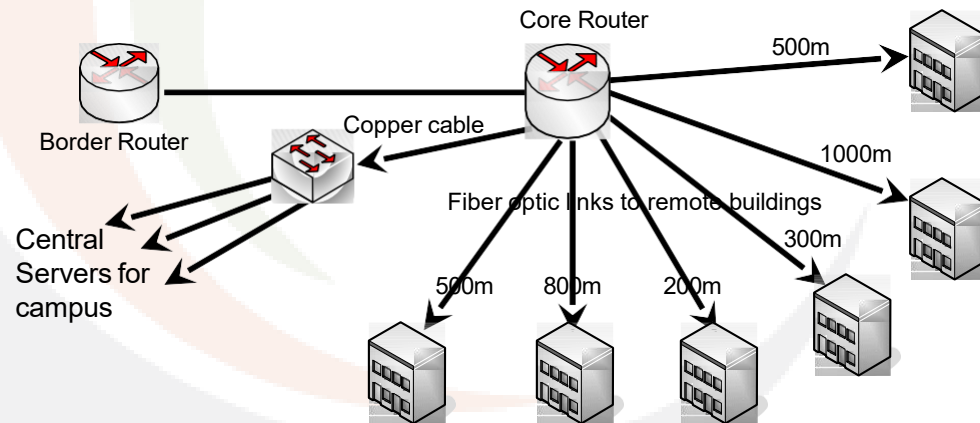 Core Router
500m
Border Router
Copper cable
1000m
Fiber optic links to remote buildings
Central
Servers for
campus
300m
500m
800m
200m